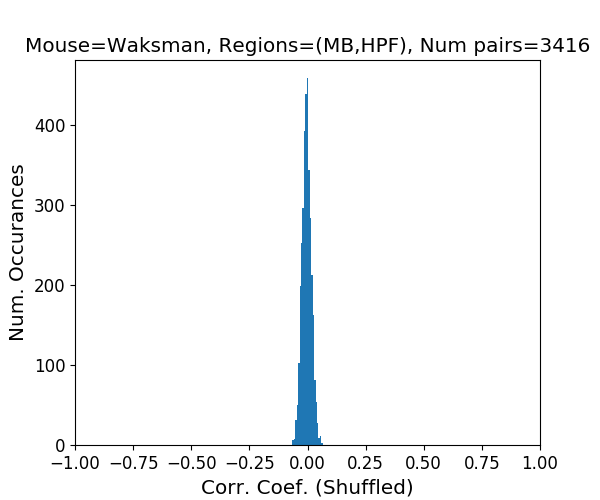 Mouse=Waksman, Regions=(MB,HPF), Num pairs=3416
400
300
200
100
0
Num. Occurances
−1.00 −0.75 −0.50 −0.25 0.00 0.25 0.50 0.75 1.00
Corr. Coef. (Shuffled)